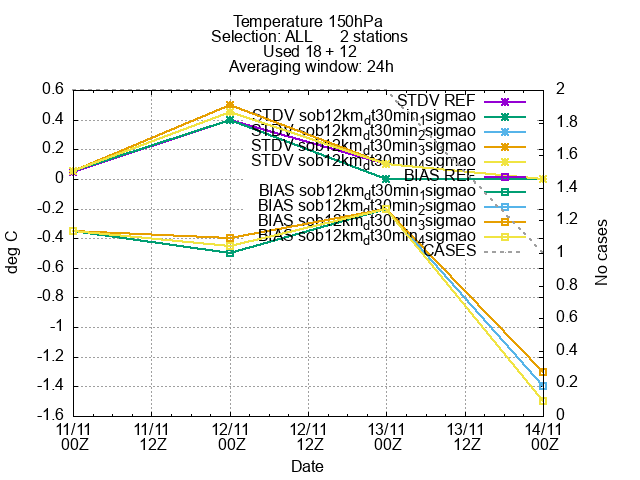 Temperature 150hPa
Selection: ALL 2 stations
Used 18 + 12
Averaging window: 24h
0.6
0.4
0.2
0
-0.2
-0.4
-0.6
-0.8
-1
-1.2
-1.4
-1.6
deg C
2
1.8
1.6
1.4
1.2
1
0.8
0.6
0.4
0.2
0
No cases
STDV REF
STDV sob12km_dt30min_1sigmao
STDV sob12km_dt30min_2sigmao
STDV sob12km_dt30min_3sigmao
STDV sob12km_dt30min_4sigmao
BIAS REF
BIAS sob12km_dt30min_1sigmao
BIAS sob12km_dt30min_2sigmao
BIAS sob12km_dt30min_3sigmao
BIAS sob12km_dt30min_4sigmao
CASES
11/11 11/11 12/11 12/11 13/11 13/11 14/11
00Z 12Z 00Z 12Z 00Z 12Z 00Z
Date